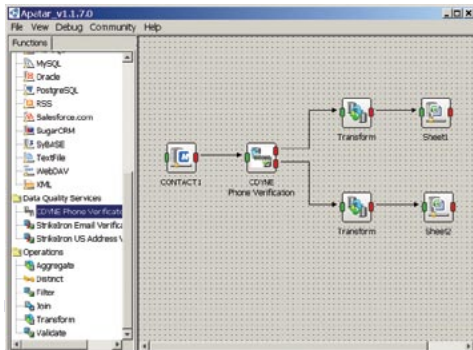 Apatar_v1.1.7.0
File View Debug Community Help
Functions
MySQL
Oracle
PostgreSQL
RSS
Salesforce.com
SugarCRM
SyBASE
TextFile
WebDAV
XML
Data Quality Services
CDYNE Phone Verificati
StrikeIron Email Verifica
StrikeIron US Address V
Operations
Aggregate
Distinct
Filter
Join
Transform
Validate
CONTACT1
CDYNE
Phone Verification
Transform
Sheet1
Transform
Sheet2